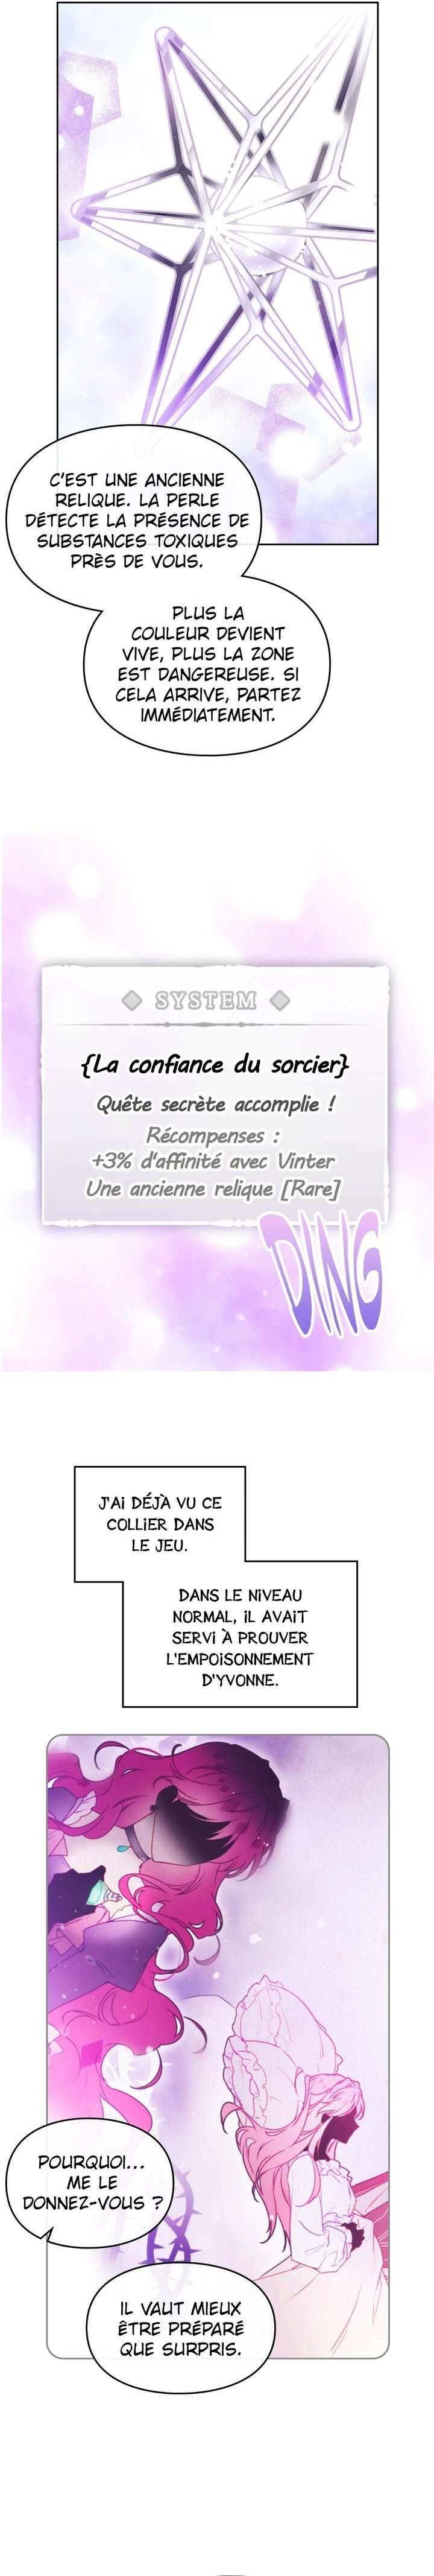 C'EST UNE ANCIENNE
RELIQUE. LA PERLE
DÉTECTE LA PRÉSENCE DE
SUBSTANCES TOXIQUES
PRÈS DE VOUS.
PLUS LA
COULEUR DEVIENT
VIVE, PLUS LA ZONE
EST DANGEREUSE. SI
CELA ARRIVE, PARTEZ
IMMÉDIATEMENT.
SYSTEM
{La confiance du sorcier}
Quête secrète accomplie !
Récompenses :
+3% d'affinité avec Vinter
Une ancienne relique [Rare]
DING
J'AI DÉJÀ VU CE
COLLIER DANS
LE JEU.
DANS LE NIVEAU
NORMAL, IL AVAIT
SERVI À PROUVER
L'EMPOISONNEMENT
D'YVONNE.
POURQUOI...
ME LE
DONNEZ-VOUS ?
IL VAUT MIEUX
ÊTRE PRÉPARÉ
QUE SURPRIS.